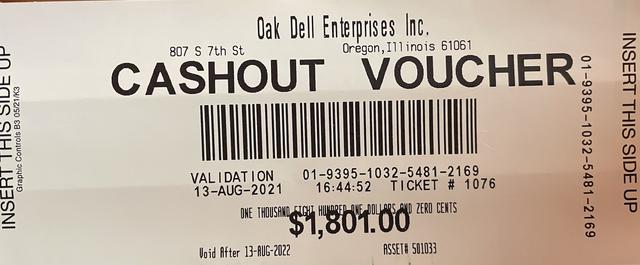 Oak Dell Enterprises Inc.
807 S 7th St Oregon,Illinois 61061
CASHOUT VOUCHER
VALIDATION 01-9395-1032-5481-2169
13-AUG-2021 16:44:52 TICKET # 1076
ONE THOUSAND EIGHT HUNDRED ONE DOLLARS AND ZERO CENTS
$1,801.00
Void After 13-AUG-2022 ASSET# 501033
INSERT THIS SIDE UP
Graphic Controls B3 05/21/K3
01-9395-1032-5481-2169
INSERT THIS SIDE UP